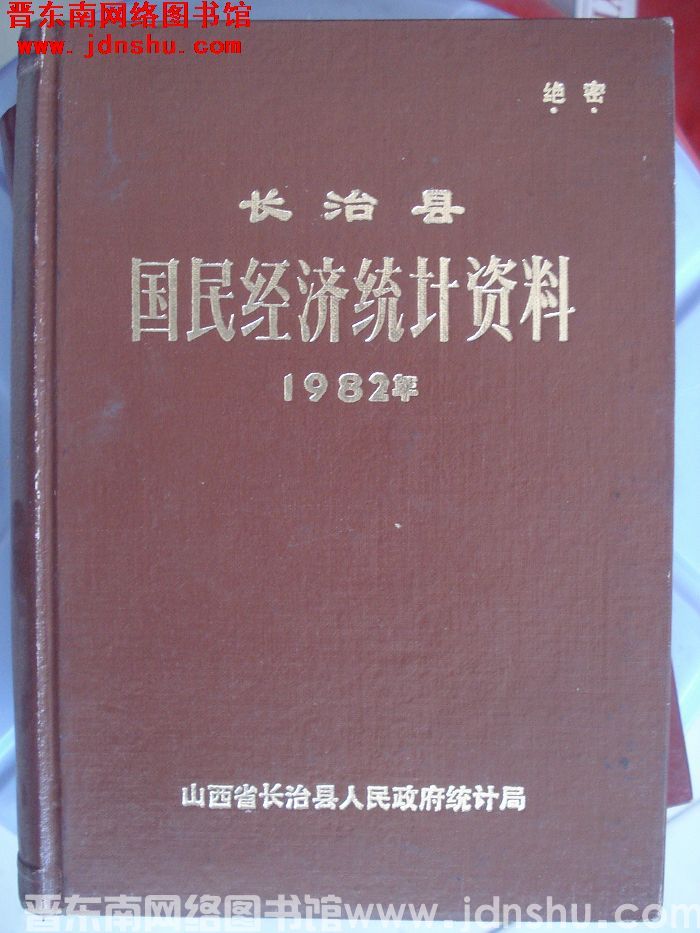 晋东南网络图书馆
www.jdnshu.com
绝密
长治县
国民经济统计资料
1982年
山西省长治县人民政府统计局
晋东南网络图书馆www.jdnshu.com